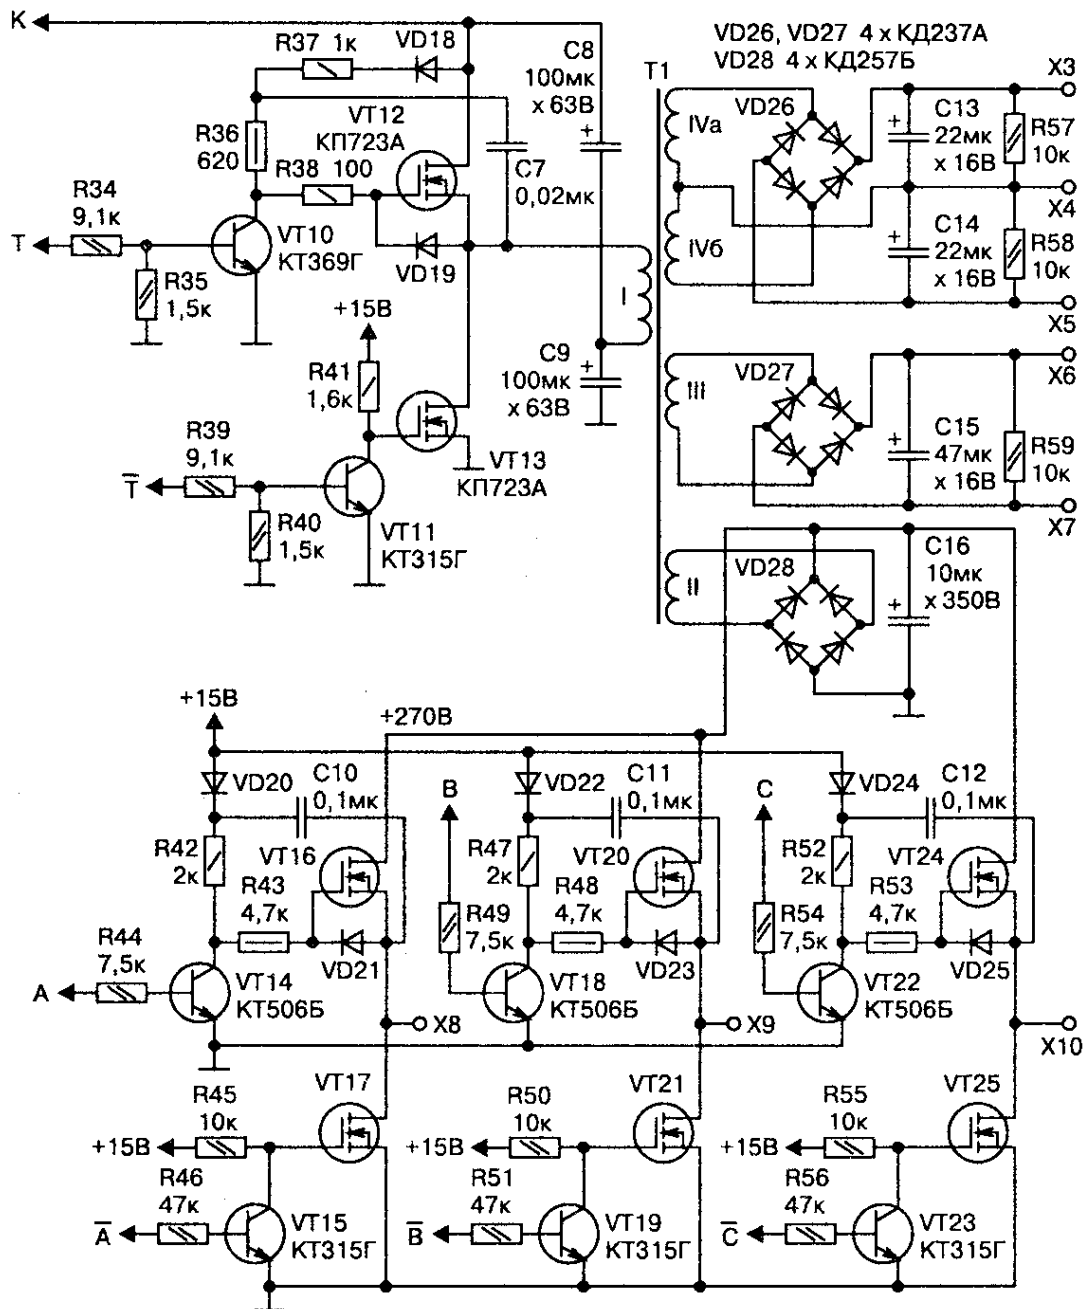 K
R37 1к
VD18
C8
100мк
x 63В
VD26, VD27 4 x КД237А
VD28 4 x КД257Б
T1
X3
VT12
КП723А
R36
620
R38 100
C7
0,02мк
IVа
VD26
C13
22мк
x 16В
R57
10к
R34
9,1к
T
VT10
КТ369Г
VD19
X4
IVб
C14
22мк
x 16В
R58
10к
R35
1,5к
+15В
I
X5
R41
1,6к
C9
100мк
x 63В
III
VD27
X6
R39
9,1к
T̅
VT13
КП723А
C15
47мк
x 16В
R59
10к
R40
1,5к
VT11
КТ315Г
X7
II
VD28
C16
10мк
x 350В
+15В
+270В
VD20
C10
0,1мк
B
VD22
C11
0,1мк
C
VD24
C12
0,1мк
R42
2к
VT16
R47
2к
VT20
R52
2к
VT24
R43
4,7к
R49
7,5к
R48
4,7к
R54
7,5к
R53
4,7к
R44
7,5к
A
VT14
КТ506Б
VD21
VT18
КТ506Б
VD23
VT22
КТ506Б
VD25
X8
X9
X10
R45
10к
VT17
R50
10к
VT21
R55
10к
VT25
+15В
+15В
+15В
R46
47к
R51
47к
R56
47к
A̅
VT15
КТ315Г
B̅
VT19
КТ315Г
C̅
VT23
КТ315Г